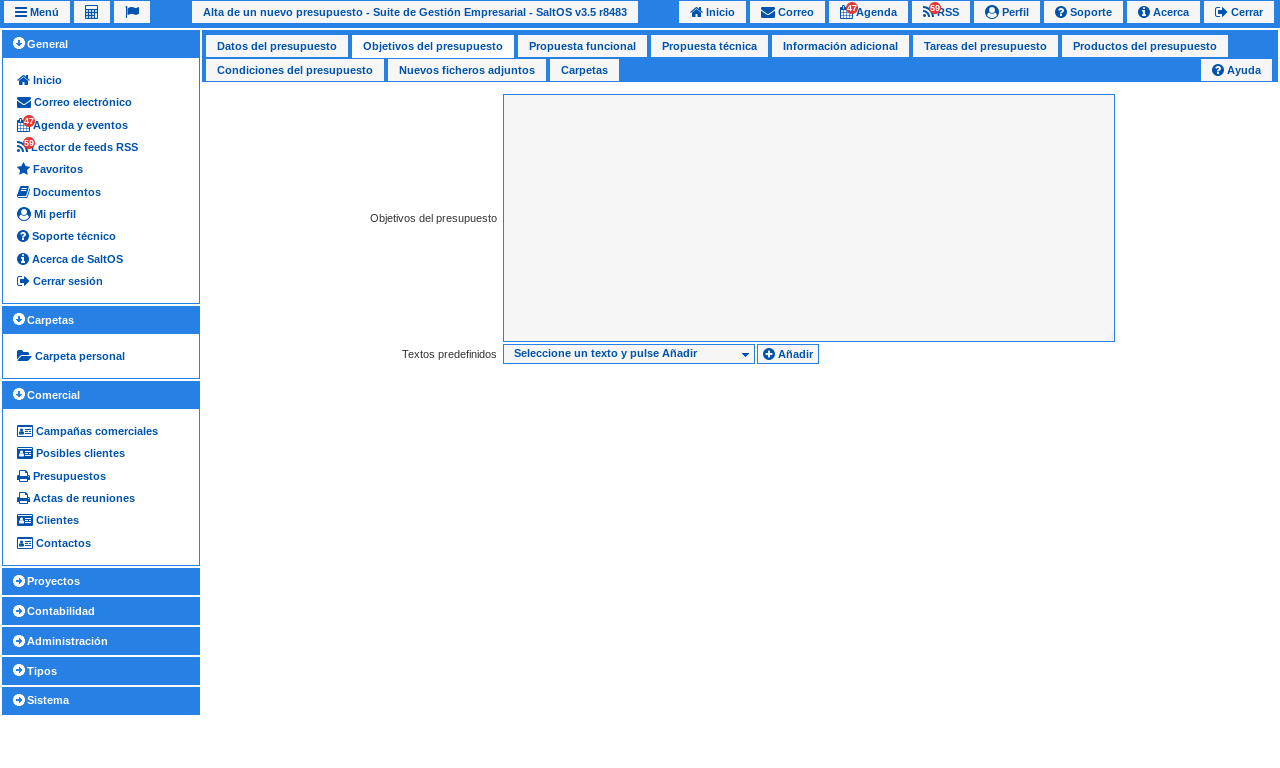 Menú
Alta de un nuevo presupuesto - Suite de Gestión Empresarial - SaltOS v3.5 r8483
Inicio
Correo
47
Agenda
59
RSS
Perfil
Soporte
Acerca
Cerrar
General
Inicio
Correo electrónico
47
Agenda y eventos
59
Lector de feeds RSS
Favoritos
Documentos
Mi perfil
Soporte técnico
Acerca de SaltOS
Cerrar sesión
Carpetas
Carpeta personal
Comercial
Campañas comerciales
Posibles clientes
Presupuestos
Actas de reuniones
Clientes
Contactos
Proyectos
Contabilidad
Administración
Tipos
Sistema
Datos del presupuesto
Objetivos del presupuesto
Propuesta funcional
Propuesta técnica
Información adicional
Tareas del presupuesto
Productos del presupuesto
Condiciones del presupuesto
Nuevos ficheros adjuntos
Carpetas
Ayuda
Objetivos del presupuesto
Textos predefinidos
Seleccione un texto y pulse Añadir
Añadir